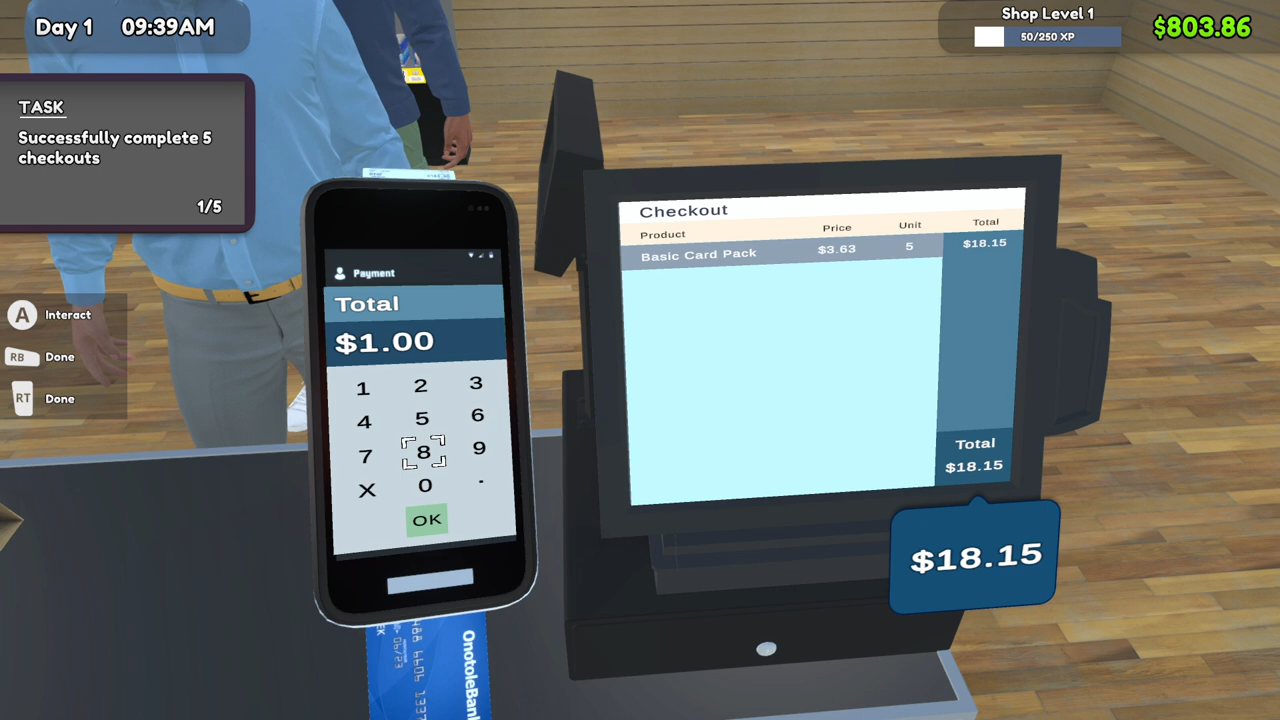 Day 1 09:39AM
Shop Level 1
50/250 XP
$803.86
TASK
Successfully complete 5
checkouts
1/5
A Interact
RB Done
RT Done
Payment
Total
$1.00
1 2 3
4 5 6
7 8 9
X 0 .
OK
Checkout
Product Price Unit Total
Basic Card Pack $3.63 5 $18.15
Total
$18.15
$18.15
OnotoleBank